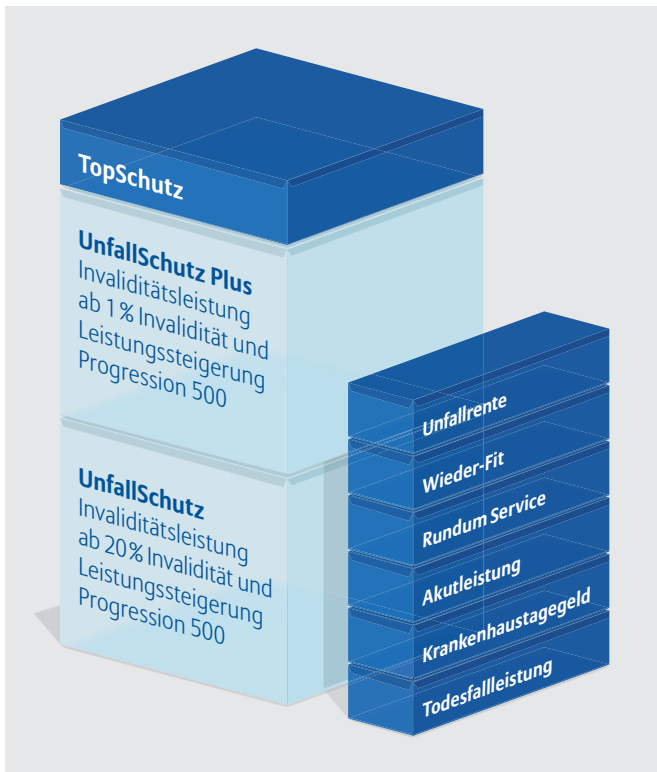 TopSchutz
UnfallSchutz Plus
Invaliditätsleistung
ab 1 % Invalidität und
Leistungssteigerung
Progression 500
UnfallSchutz
Invaliditätsleistung
ab 20 % Invalidität und
Leistungssteigerung
Progression 500
Unfallrente
Wieder-Fit
Rundum Service
Akutleistung
Krankenhaustagegeld
Todesfallleistung